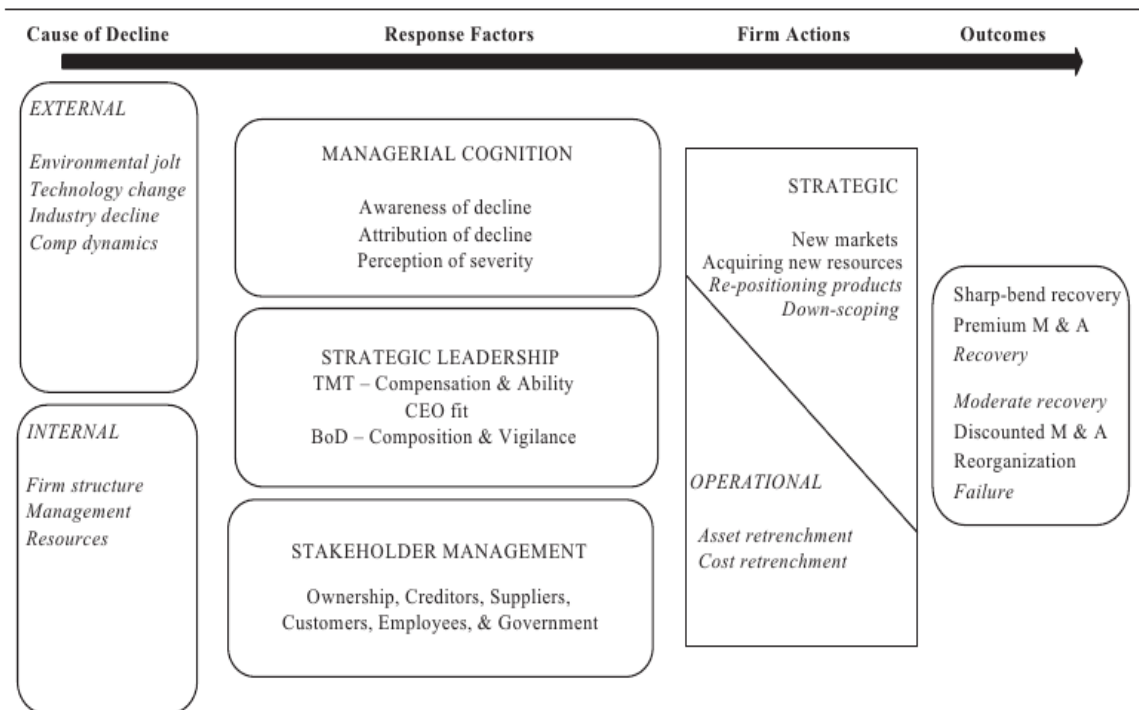 Cause of Decline
Response Factors
Firm Actions
Outcomes
EXTERNAL
Environmental jolt
Technology change
Industry decline
Comp dynamics
INTERNAL
Firm structure
Management
Resources
MANAGERIAL COGNITION
Awareness of decline
Attribution of decline
Perception of severity
STRATEGIC LEADERSHIP
TMT – Compensation & Ability
CEO fit
BoD – Composition & Vigilance
STAKEHOLDER MANAGEMENT
Ownership, Creditors, Suppliers,
Customers, Employees, & Government
STRATEGIC
New markets
Acquiring new resources
Re-positioning products
Down-scoping
OPERATIONAL
Asset retrenchment
Cost retrenchment
Sharp-bend recovery
Premium M & A
Recovery
Moderate recovery
Discounted M & A
Reorganization
Failure